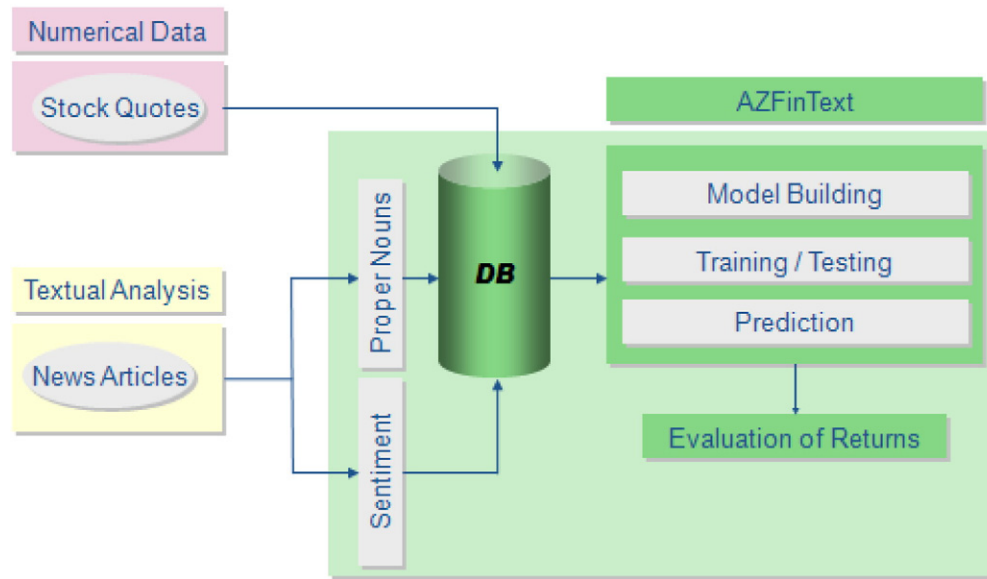 Numerical Data
Stock Quotes
AZFinText
Model Building
Training / Testing
Prediction
Proper Nouns
DB
Textual Analysis
News Articles
Sentiment
Evaluation of Returns